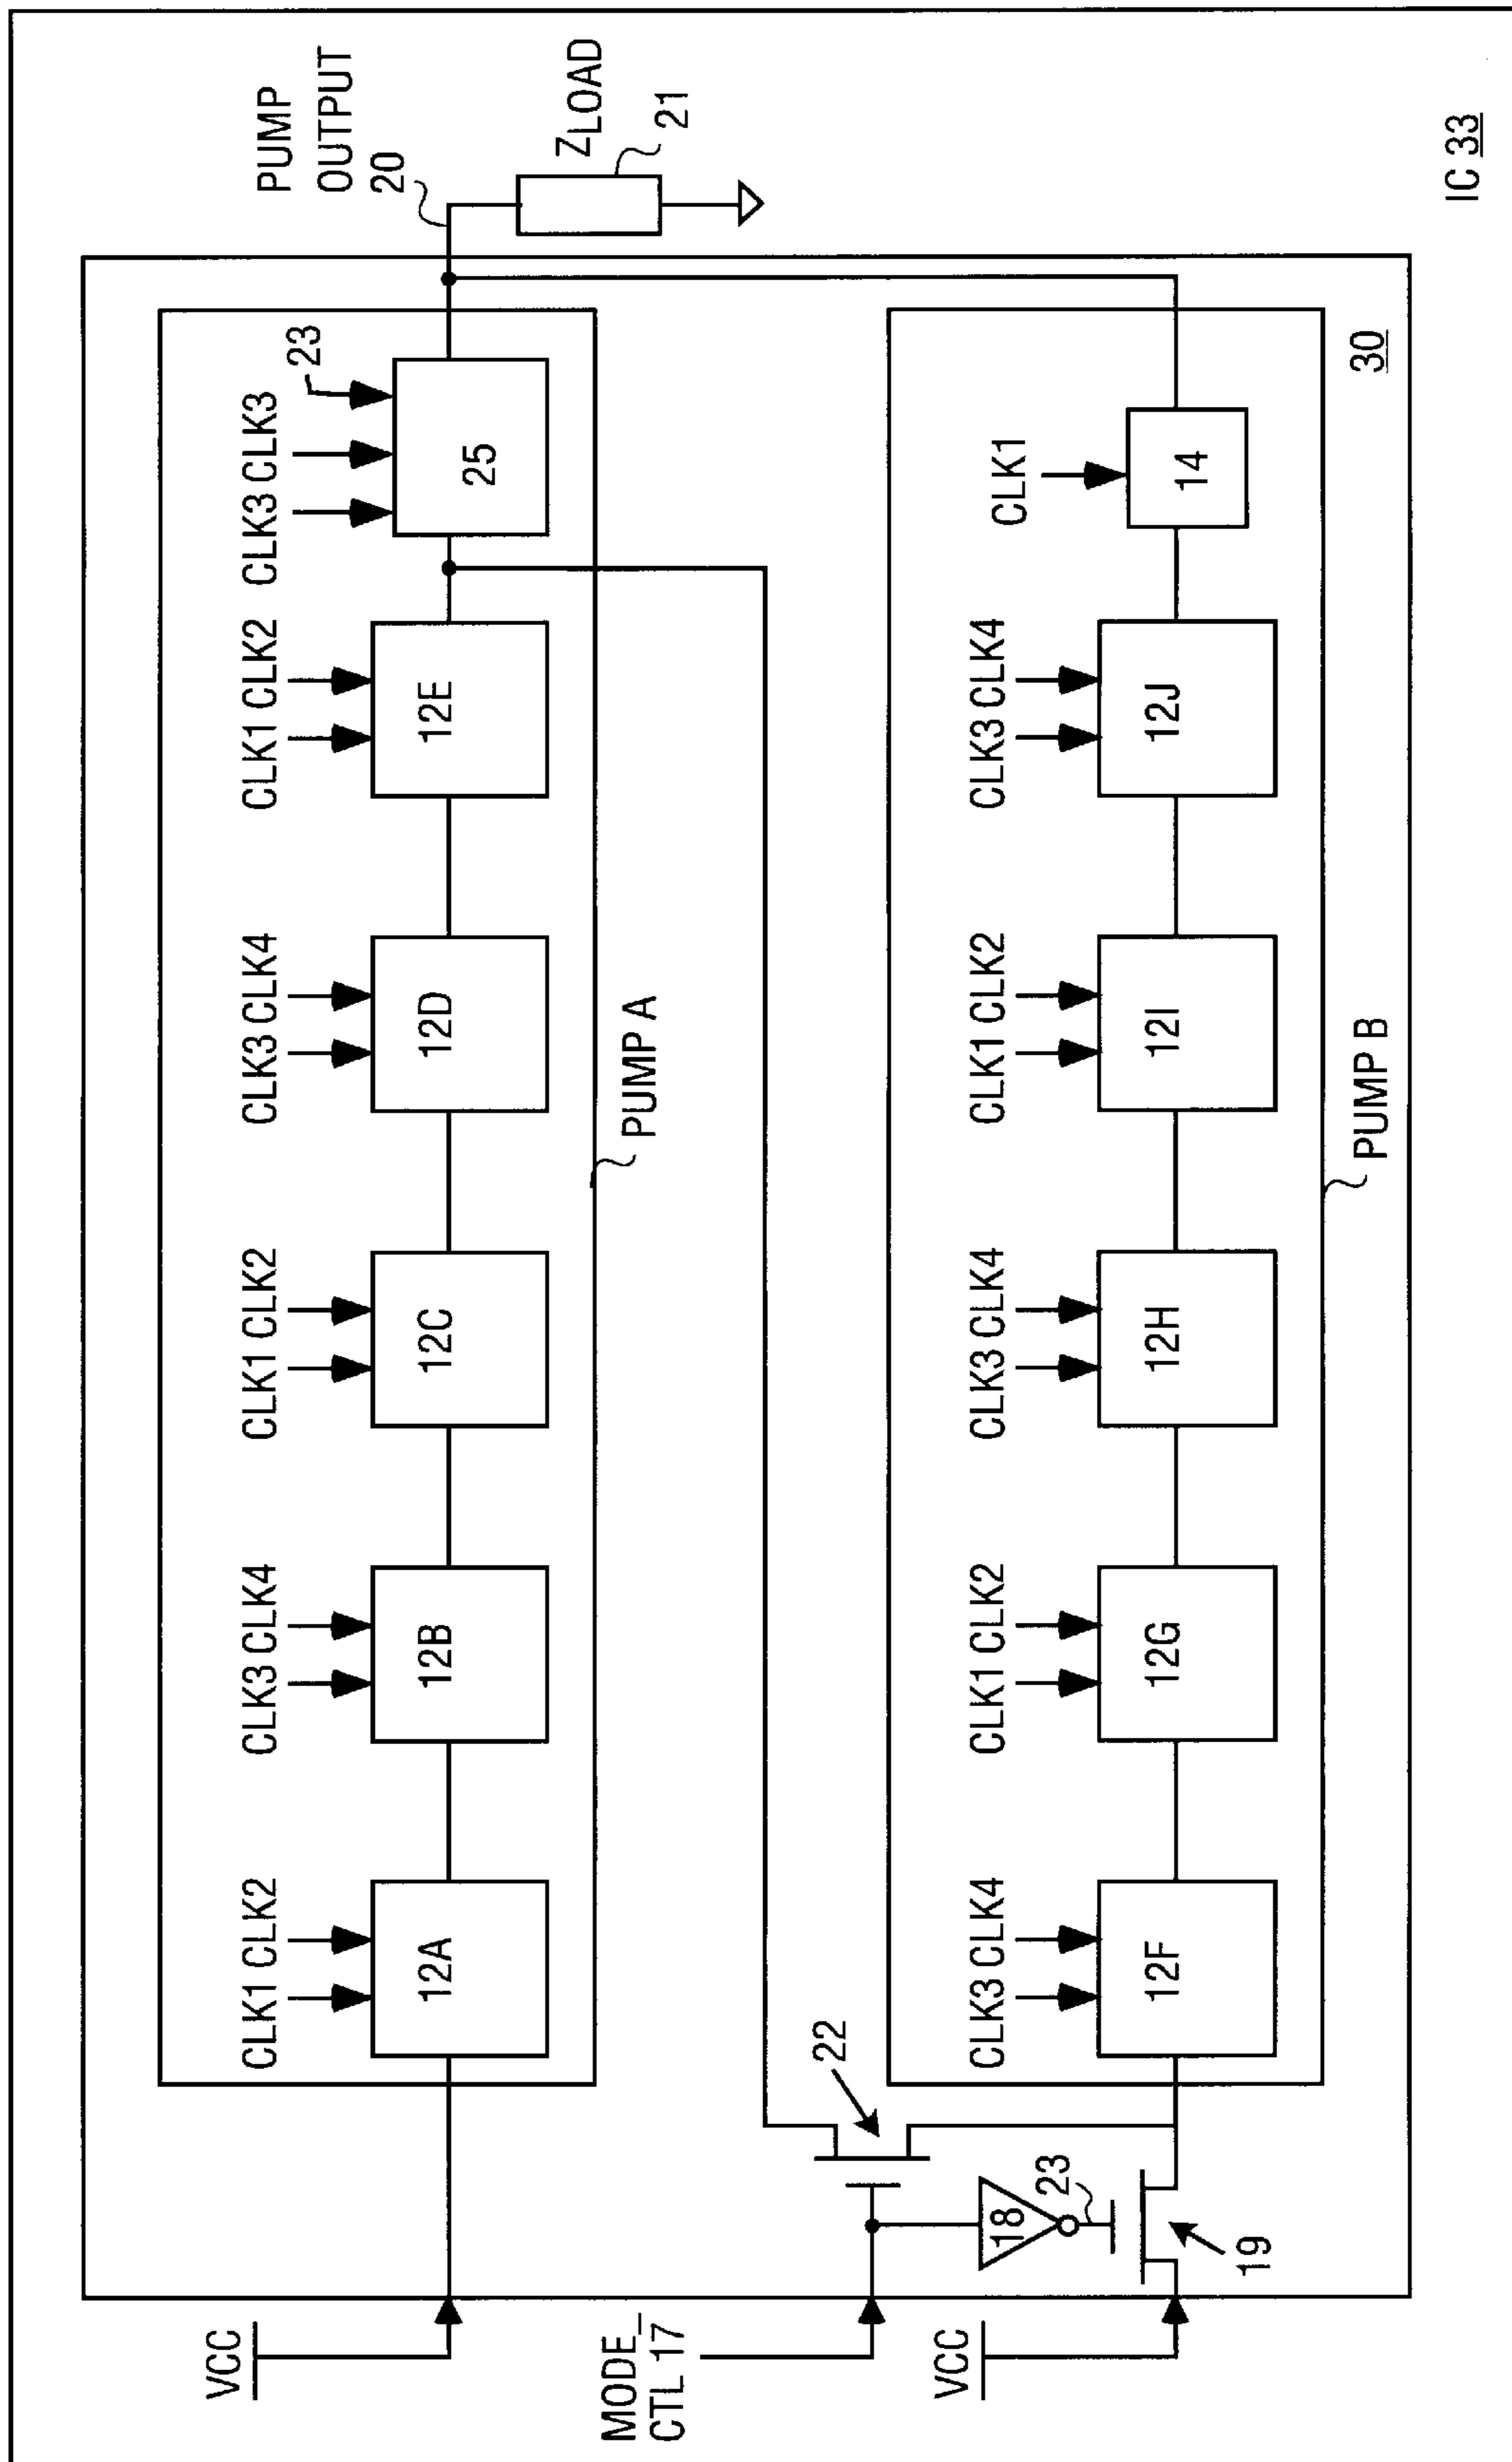 PUMP
OUTPUT
20
Z LOAD
21
VCC
CLK1 CLK2
12A
CLK3 CLK4
12B
CLK1 CLK2
12C
CLK3 CLK4
12D
CLK1 CLK2
12E
CLK3 CLK3 23
25
PUMP A
MODE_
CTL 17
22
18
23
19
VCC
CLK3 CLK4
12F
CLK1 CLK2
12G
CLK3 CLK4
12H
CLK1 CLK2
12I
CLK3 CLK4
12J
CLK1
14
PUMP B
30
IC 33